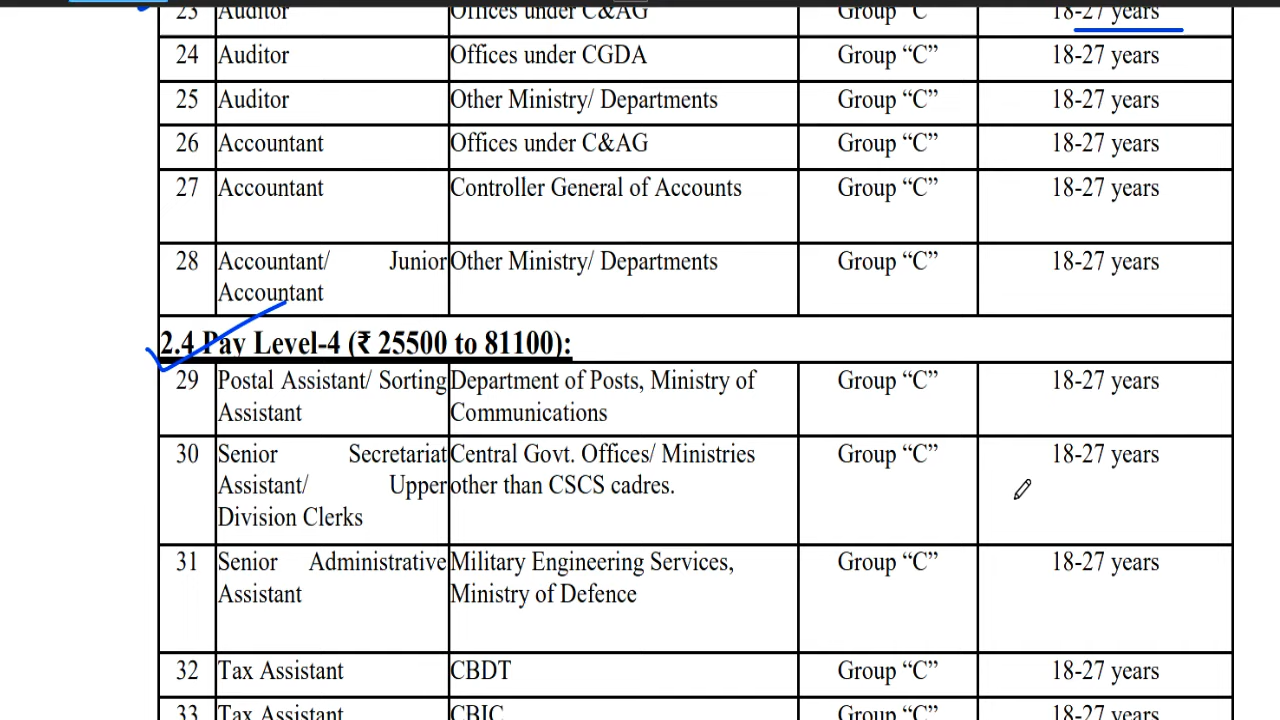 23 Auditor Offices under C&AG Group “C” 18-27 years
24 Auditor Offices under CGDA Group “C” 18-27 years
25 Auditor Other Ministry/ Departments Group “C” 18-27 years
26 Accountant Offices under C&AG Group “C” 18-27 years
27 Accountant Controller General of Accounts Group “C” 18-27 years
28 Accountant/ Junior Other Ministry/ Departments Group “C” 18-27 years
Accountant
2.4 Pay Level-4 (₹ 25500 to 81100):
29 Postal Assistant/ Sorting Department of Posts, Ministry of Group “C” 18-27 years
Assistant Communications
30 Senior Secretariat Central Govt. Offices/ Ministries Group “C” 18-27 years
Assistant/ Upper other than CSCS cadres.
Division Clerks
31 Senior Administrative Military Engineering Services, Group “C” 18-27 years
Assistant Ministry of Defence
32 Tax Assistant CBDT Group “C” 18-27 years
33 Tax Assistant CBIC Group “C” 18-27 years